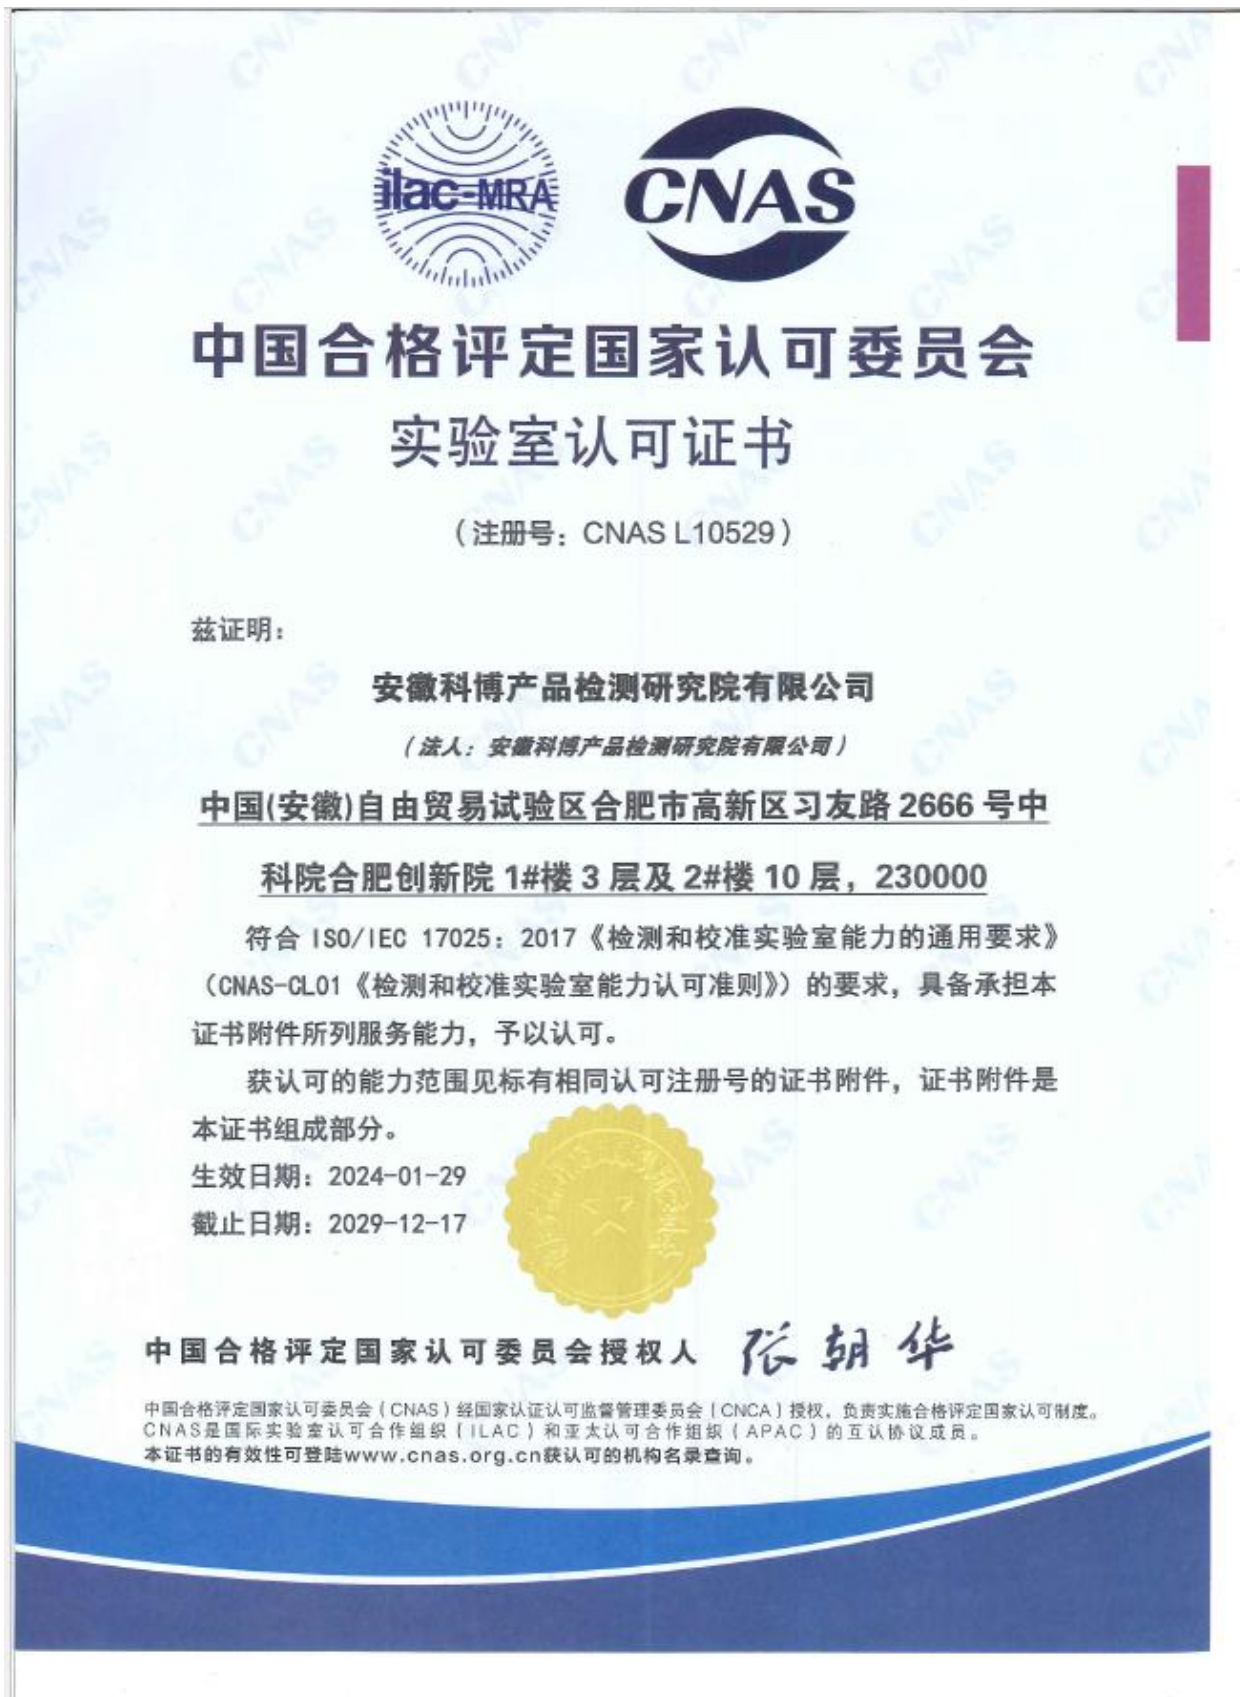 ilac-MRA
CNAS
中国合格评定国家认可委员会
实验室认可证书
（注册号：CNAS L10529）
兹证明：
安徽科博产品检测研究院有限公司
（法人：安徽科博产品检测研究院有限公司）
中国(安徽)自由贸易试验区合肥市高新区习友路 2666 号中
科院合肥创新院 1#楼 3 层及 2#楼 10 层，230000
符合 ISO/IEC 17025：2017《检测和校准实验室能力的通用要求》
（CNAS-CL01《检测和校准实验室能力认可准则》）的要求，具备承担本
证书附件所列服务能力，予以认可。
获认可的能力范围见标有相同认可注册号的证书附件，证书附件是
本证书组成部分。
生效日期：2024-01-29
截止日期：2029-12-17
中国合格评定国家认可委员会授权人 张朝华
中国合格评定国家认可委员会（CNAS）经国家认证认可监督管理委员会（CNCA）授权，负责实施合格评定国家认可制度。
CNAS是国际实验室认可合作组织（ILAC）和亚太认可合作组织（APAC）的互认协议成员。
本证书的有效性可登陆www.cnas.org.cn获认可的机构名录查询。